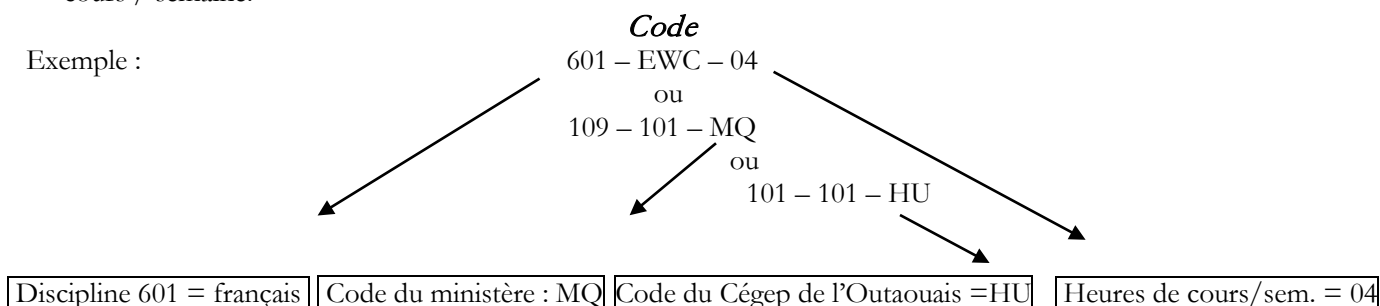 cours / semaine.
Code
Exemple :
601 – EWC – 04
ou
109 – 101 – MQ
ou
101 – 101 – HU
Discipline 601 = français
Code du ministère : MQ
Code du Cégep de l'Outaouais =HU
Heures de cours/sem. = 04